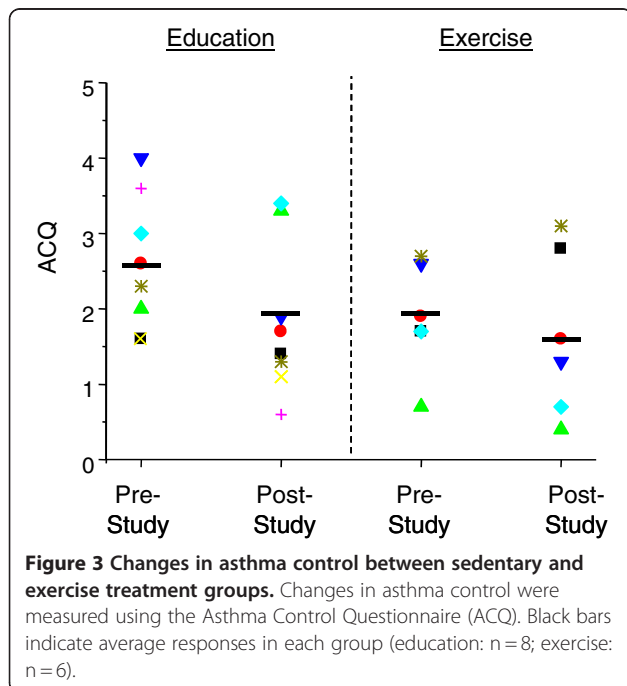 Education Exercise
5
4
3
2
1
0
ACQ
Pre- Post- Pre- Post-
Study Study Study Study
Figure 3 Changes in asthma control between sedentary and
exercise treatment groups. Changes in asthma control were
measured using the Asthma Control Questionnaire (ACQ). Black bars
indicate average responses in each group (education: n = 8; exercise:
n = 6).